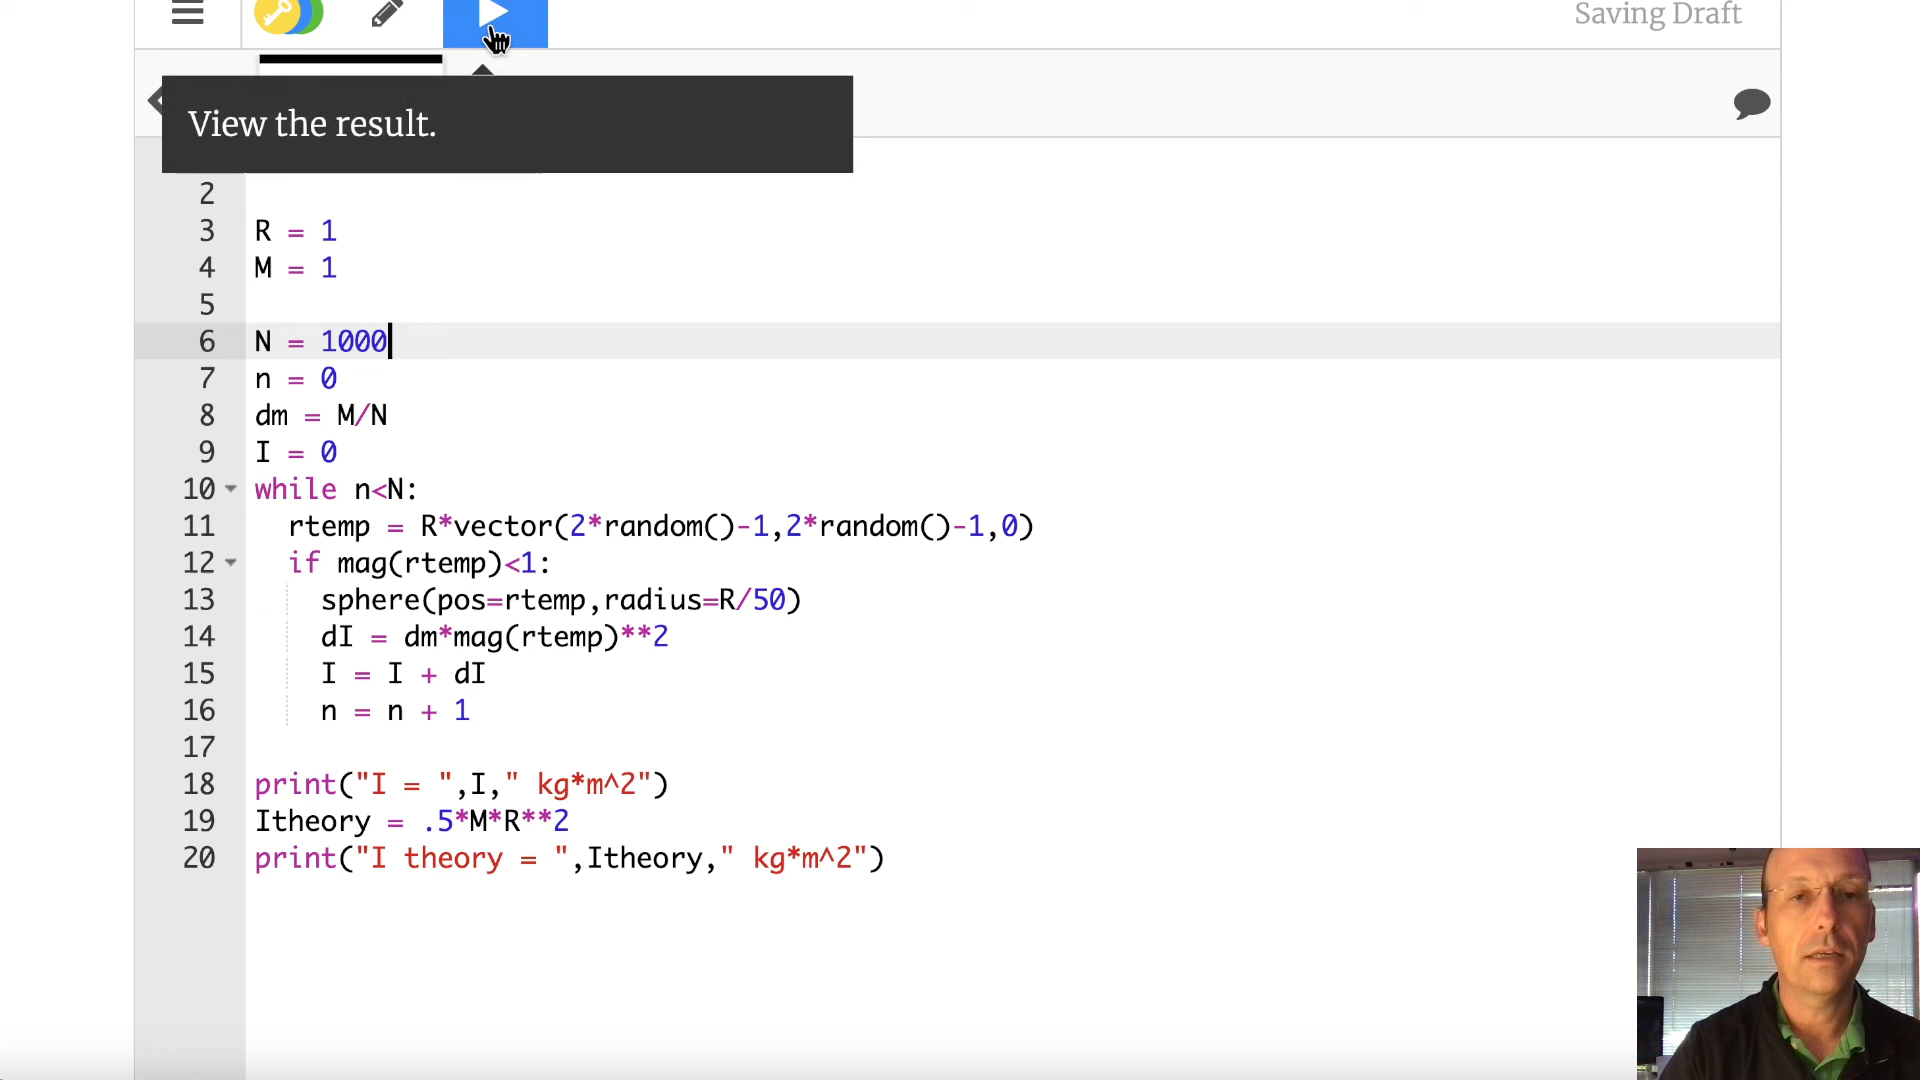 Saving Draft
View the result.
2
3 R = 1
4 M = 1
5
6 N = 1000
7 n = 0
8 dm = M/N
9 I = 0
10 while n<N:
11 rtemp = R*vector(2*random()-1,2*random()-1,0)
12 if mag(rtemp)<1:
13 sphere(pos=rtemp,radius=R/50)
14 dI = dm*mag(rtemp)**2
15 I = I + dI
16 n = n + 1
17
18 print("I = ",I," kg*m^2")
19 Itheory = .5*M*R**2
20 print("I theory = ",Itheory," kg*m^2")